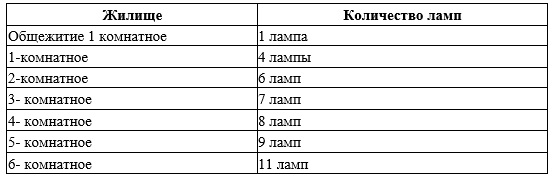 Жилище Количество ламп
Общежитие 1 комнатное 1 лампа
1-комнатное 4 лампы
2-комнатное 6 ламп
3- комнатное 7 ламп
4- комнатное 8 ламп
5- комнатное 9 ламп
6- комнатное 11 ламп